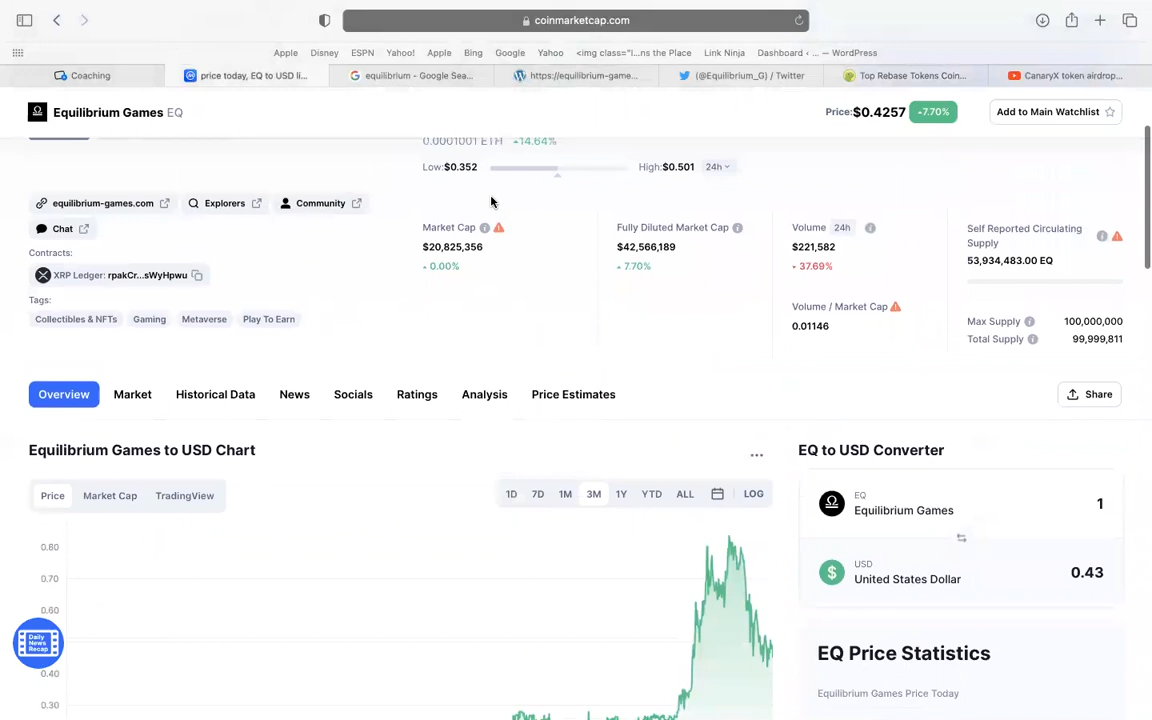 coinmarketcap.com
Apple Disney ESPN Yahoo! Apple Bing Google Yahoo <img class="l...ns the Place Link Ninja Dashboard ‹ ... — WordPress
Coaching price today, EQ to USD li... equilibrium - Google Sea... https://equilibrium-game... (@Equilibrium_G) / Twitter Top Rebase Tokens Coin... CanaryX token airdrop...
Equilibrium Games EQ Price:$0.4257 +7.70% Add to Main Watchlist
0.0001001 ETH 14.64%
Low:$0.352 High:$0.501 24h
equilibrium-games.com Explorers Community
Chat
Contracts:
XRP Ledger: rpakCr...sWyHpwu
Tags:
Collectibles & NFTs Gaming Metaverse Play To Earn
Market Cap
$20,825,356
0.00%
Fully Diluted Market Cap
$42,566,189
7.70%
Volume 24h
$221,582
37.69%
Volume / Market Cap
0.01146
Self Reported Circulating
Supply
53,934,483.00 EQ
Max Supply 100,000,000
Total Supply 99,999,811
Overview Market Historical Data News Socials Ratings Analysis Price Estimates Share
Equilibrium Games to USD Chart
Price Market Cap TradingView 1D 7D 1M 3M 1Y YTD ALL LOG
0.80
0.70
0.60
0.40
0.30
Daily
News
Recap
EQ to USD Converter
EQ
Equilibrium Games 1
USD
United States Dollar 0.43
EQ Price Statistics
Equilibrium Games Price Today